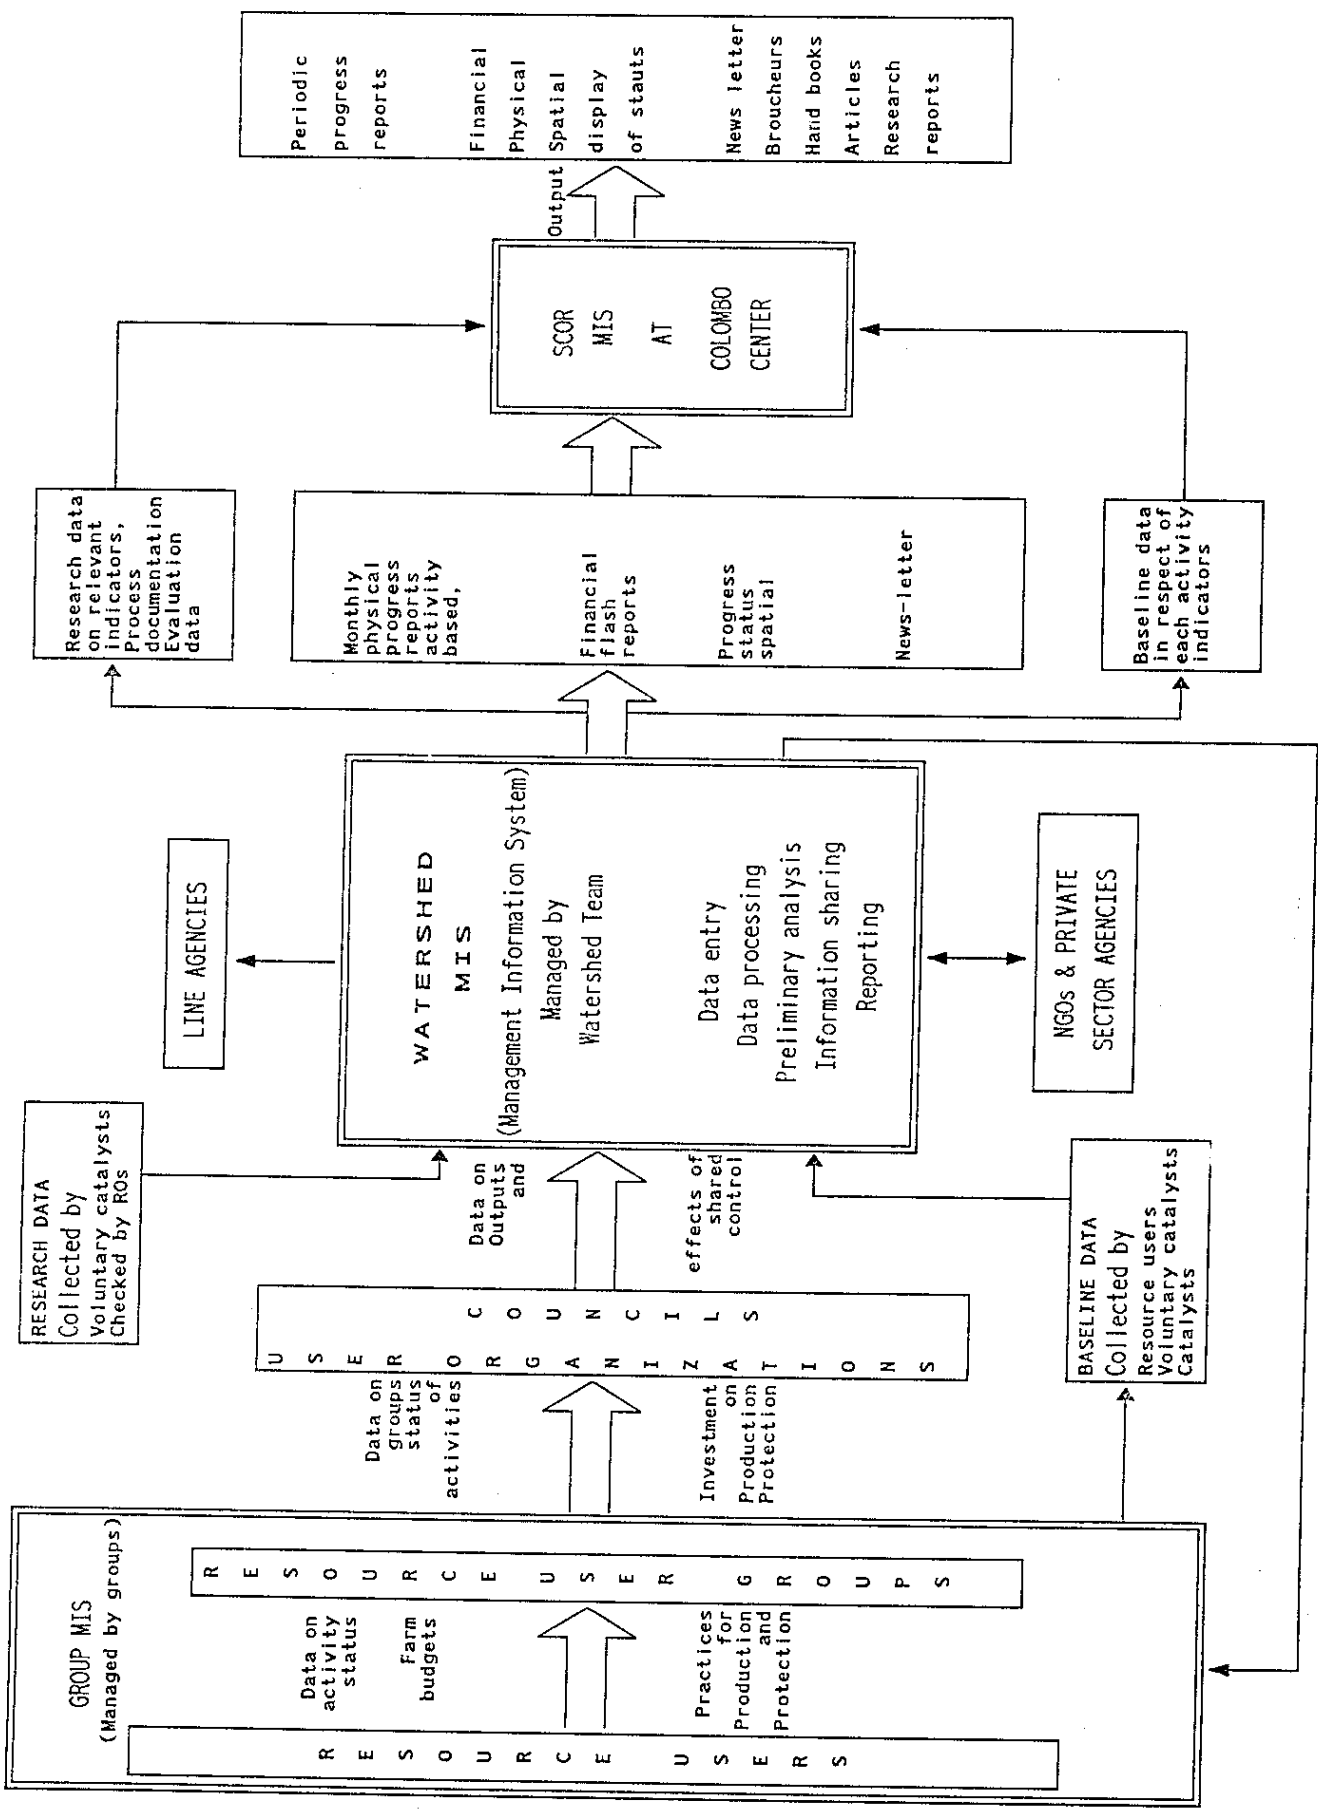 GROUP MIS
(Managed by groups)
RESOURCE USERS
Data on
activity
status
Farm
budgets
Practices
for
Production
and
Protection
RESOURCE USER GROUPS
Data on
groups
status
of
activities
Investment
on
Production
Protection
USER ORGANIZATIONS
COUNCILS
RESEARCH DATA
Collected by
Voluntary catalysts
Checked by ROs
Data on
Outputs
and
effects of
shared
control
BASELINE DATA
Collected by
Resource users
Voluntary catalysts
Catalysts
LINE AGENCIES
WATERSHED
MIS
(Management Information System)
Managed by
Watershed Team
Data entry
Data processing
Preliminary analysis
Information sharing
Reporting
NGOs & PRIVATE
SECTOR AGENCIES
Research data
on relevant
indicators,
Process
documentation
Evaluation
data
Monthly
physical
progress
reports
activity
based,
Financial
flash
reports
Progress
status
spatial
News-letter
Baseline data
in respect of
each activity
indicators
SCOR
MIS
AT
COLOMBO
CENTER
Output
Periodic
progress
reports
Financial
Physical
Spatial
display
of stauts
News letter
Broucheurs
Hand books
Articles
Research
reports